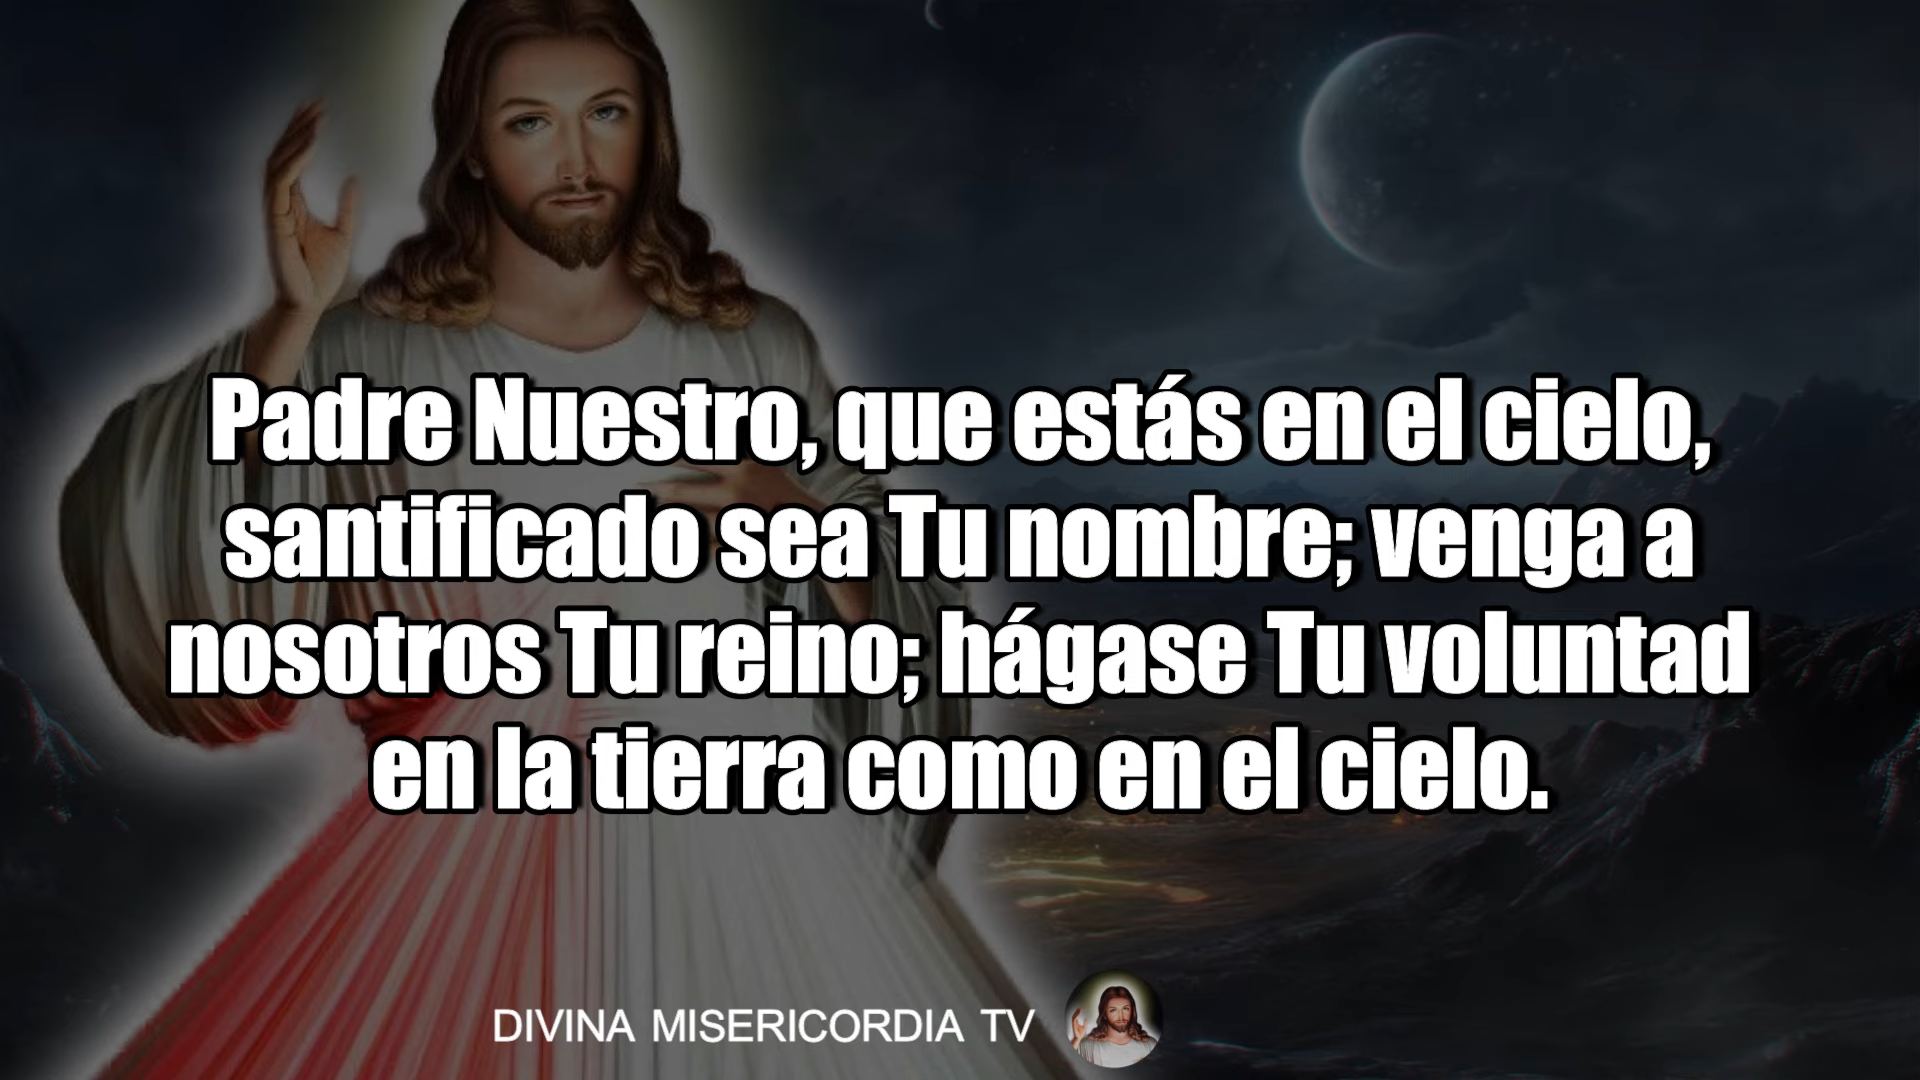 Padre Nuestro, que estás en el cielo,
santificado sea Tu nombre; venga a
nosotros Tu reino; hágase Tu voluntad
en la tierra como en el cielo.
DIVINA MISERICORDIA TV